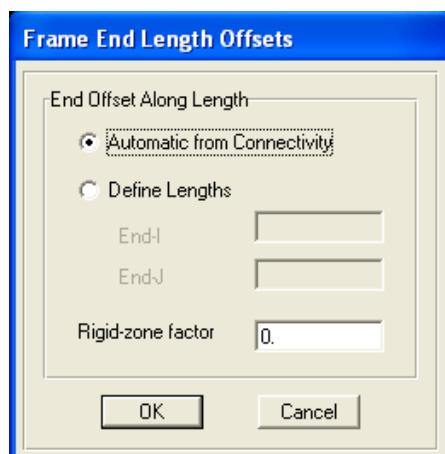 Frame End Length Offsets
End Offset Along Length
Automatic from Connectivity
Define Lengths
End-I
End-J
Rigid-zone factor 0.
OK Cancel